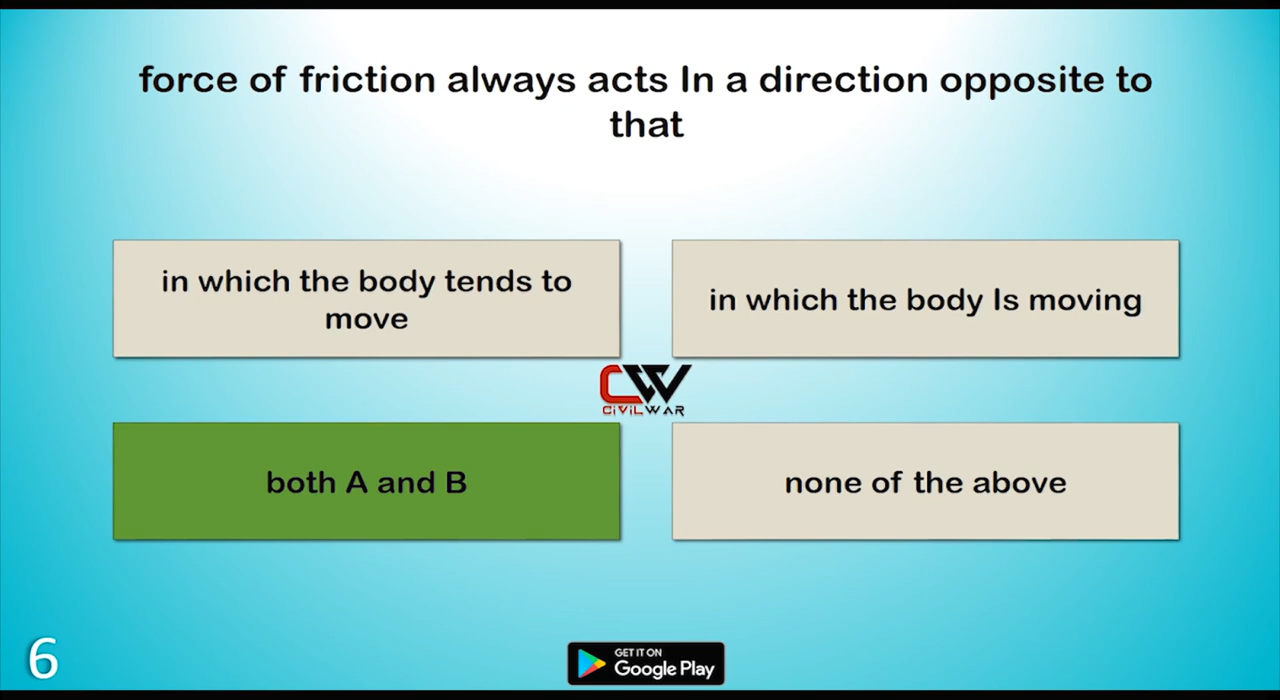 force of friction always acts In a direction opposite to
that
in which the body tends to
move
in which the body Is moving
CW
CiViLWAR
both A and B
none of the above
6
GET IT ON
Google Play